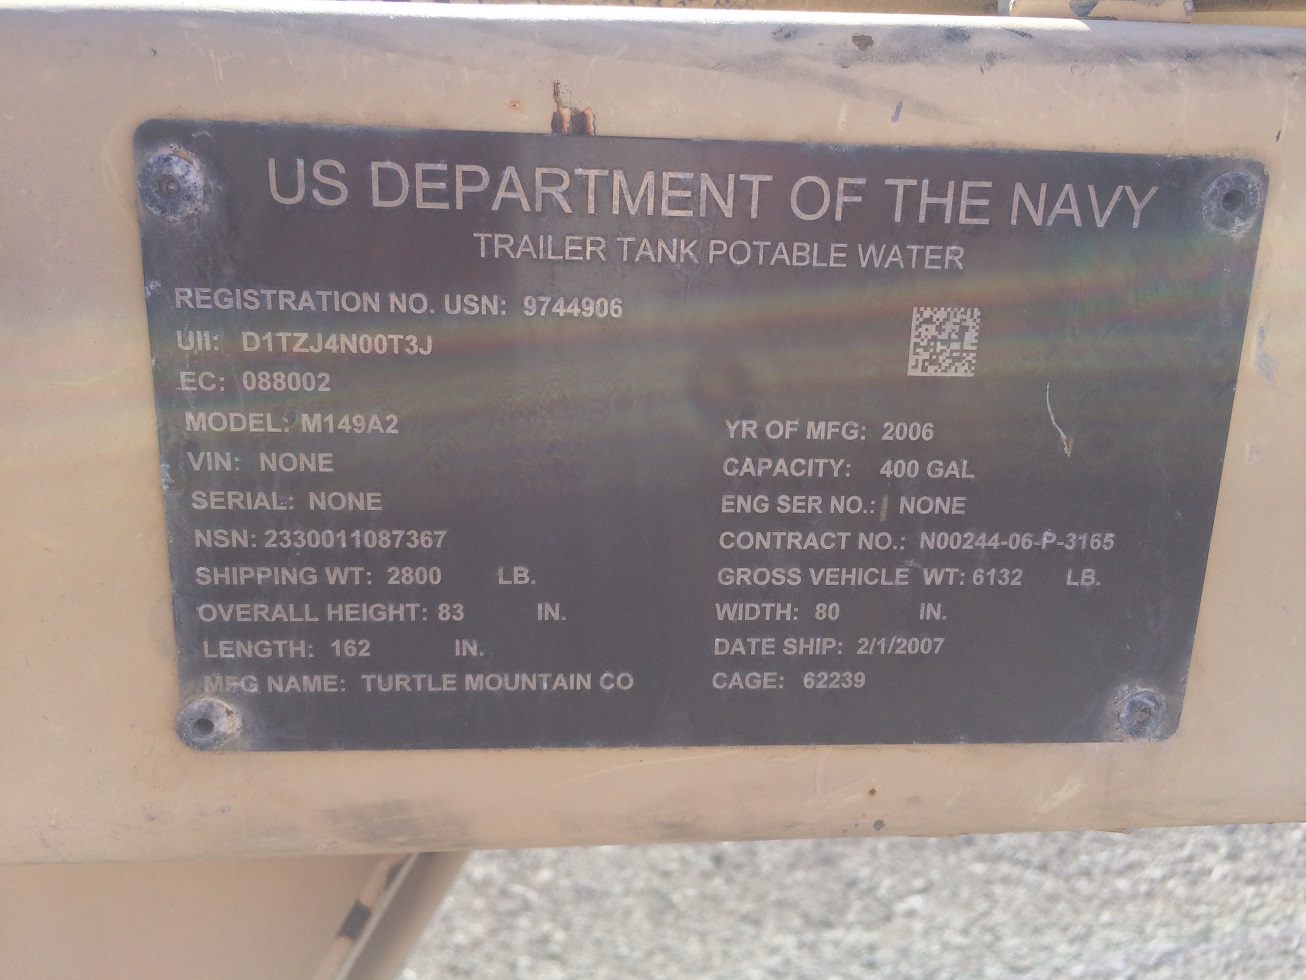 US DEPARTMENT OF THE NAVY
TRAILER TANK POTABLE WATER
REGISTRATION NO. USN: 9744906
UII: D1TZJ4N00T3J
EC: 088002
MODEL: M149A2
YR OF MFG: 2006
VIN: NONE
CAPACITY: 400 GAL
SERIAL: NONE
ENG SER NO.: NONE
NSN: 2330011087367
CONTRACT NO.: N00244-06-P-3165
SHIPPING WT: 2800 LB.
GROSS VEHICLE WT: 6132 LB.
OVERALL HEIGHT: 83 IN.
WIDTH: 80 IN.
LENGTH: 162 IN.
DATE SHIP: 2/1/2007
MFG NAME: TURTLE MOUNTAIN CO
CAGE: 62239